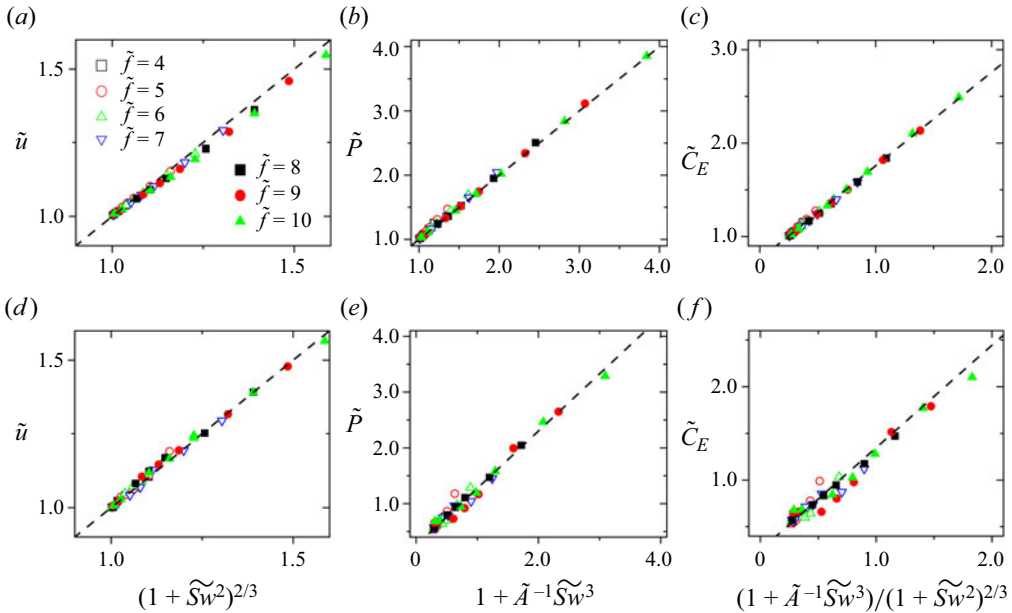 (a) (b) (c)
1.5 4.0 3.0
f̃ = 4
f̃ = 5
f̃ = 6
f̃ = 7
ũ P̃ C̃_E
3.0 2.0
f̃ = 8
f̃ = 9
f̃ = 10
2.0
1.0 1.0 1.0
1.0 1.5 1.0 2.0 3.0 4.0 0 1.0 2.0
(d) (e) (f)
1.5 4.0
3.0 2.0
ũ P̃ C̃_E
2.0
1.0 1.0 1.0
1.0 1.5 0 1.0 2.0 3.0 4.0 0 1.0 2.0
(1 + S̃w²)^{2/3} 1 + Ã⁻¹S̃w³ (1 + Ã⁻¹S̃w³)/(1 + S̃w²)^{2/3}